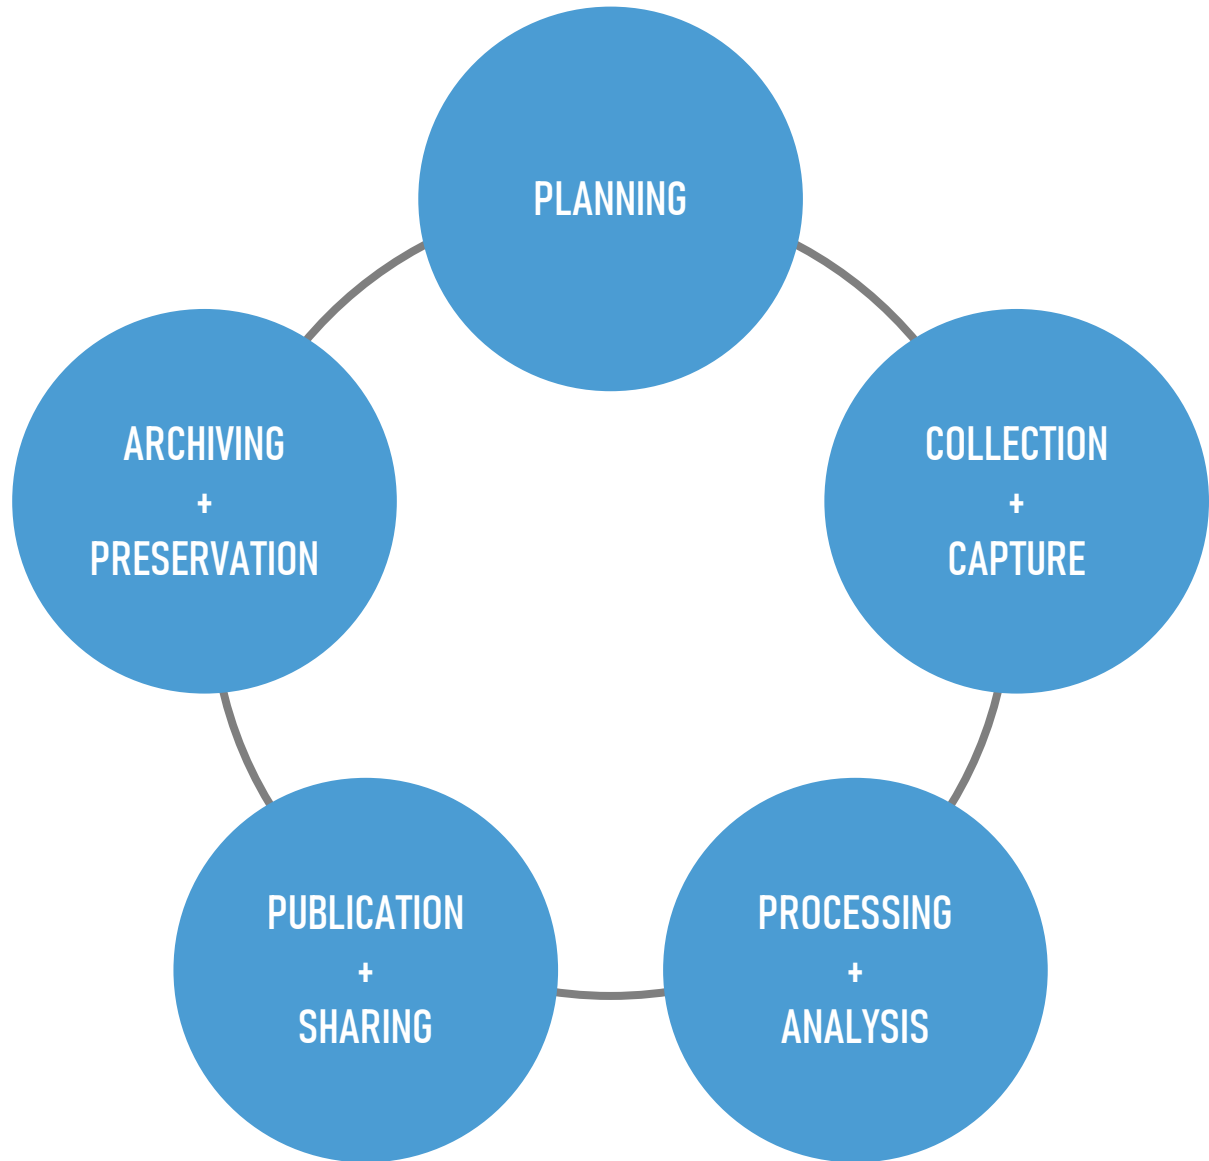 PLANNING
COLLECTION
+
CAPTURE
PROCESSING
+
ANALYSIS
PUBLICATION
+
SHARING
ARCHIVING
+
PRESERVATION